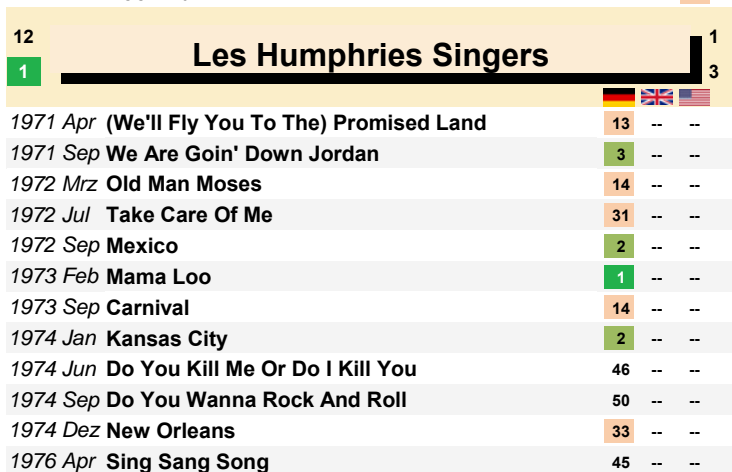 12 Les Humphries Singers 1
1 3
1971 Apr (We'll Fly You To The) Promised Land 13 -- --
1971 Sep We Are Goin' Down Jordan 3 -- --
1972 Mrz Old Man Moses 14 -- --
1972 Jul Take Care Of Me 31 -- --
1972 Sep Mexico 2 -- --
1973 Feb Mama Loo 1 -- --
1973 Sep Carnival 14 -- --
1974 Jan Kansas City 2 -- --
1974 Jun Do You Kill Me Or Do I Kill You 46 -- --
1974 Sep Do You Wanna Rock And Roll 50 -- --
1974 Dez New Orleans 33 -- --
1976 Apr Sing Sang Song 45 -- --